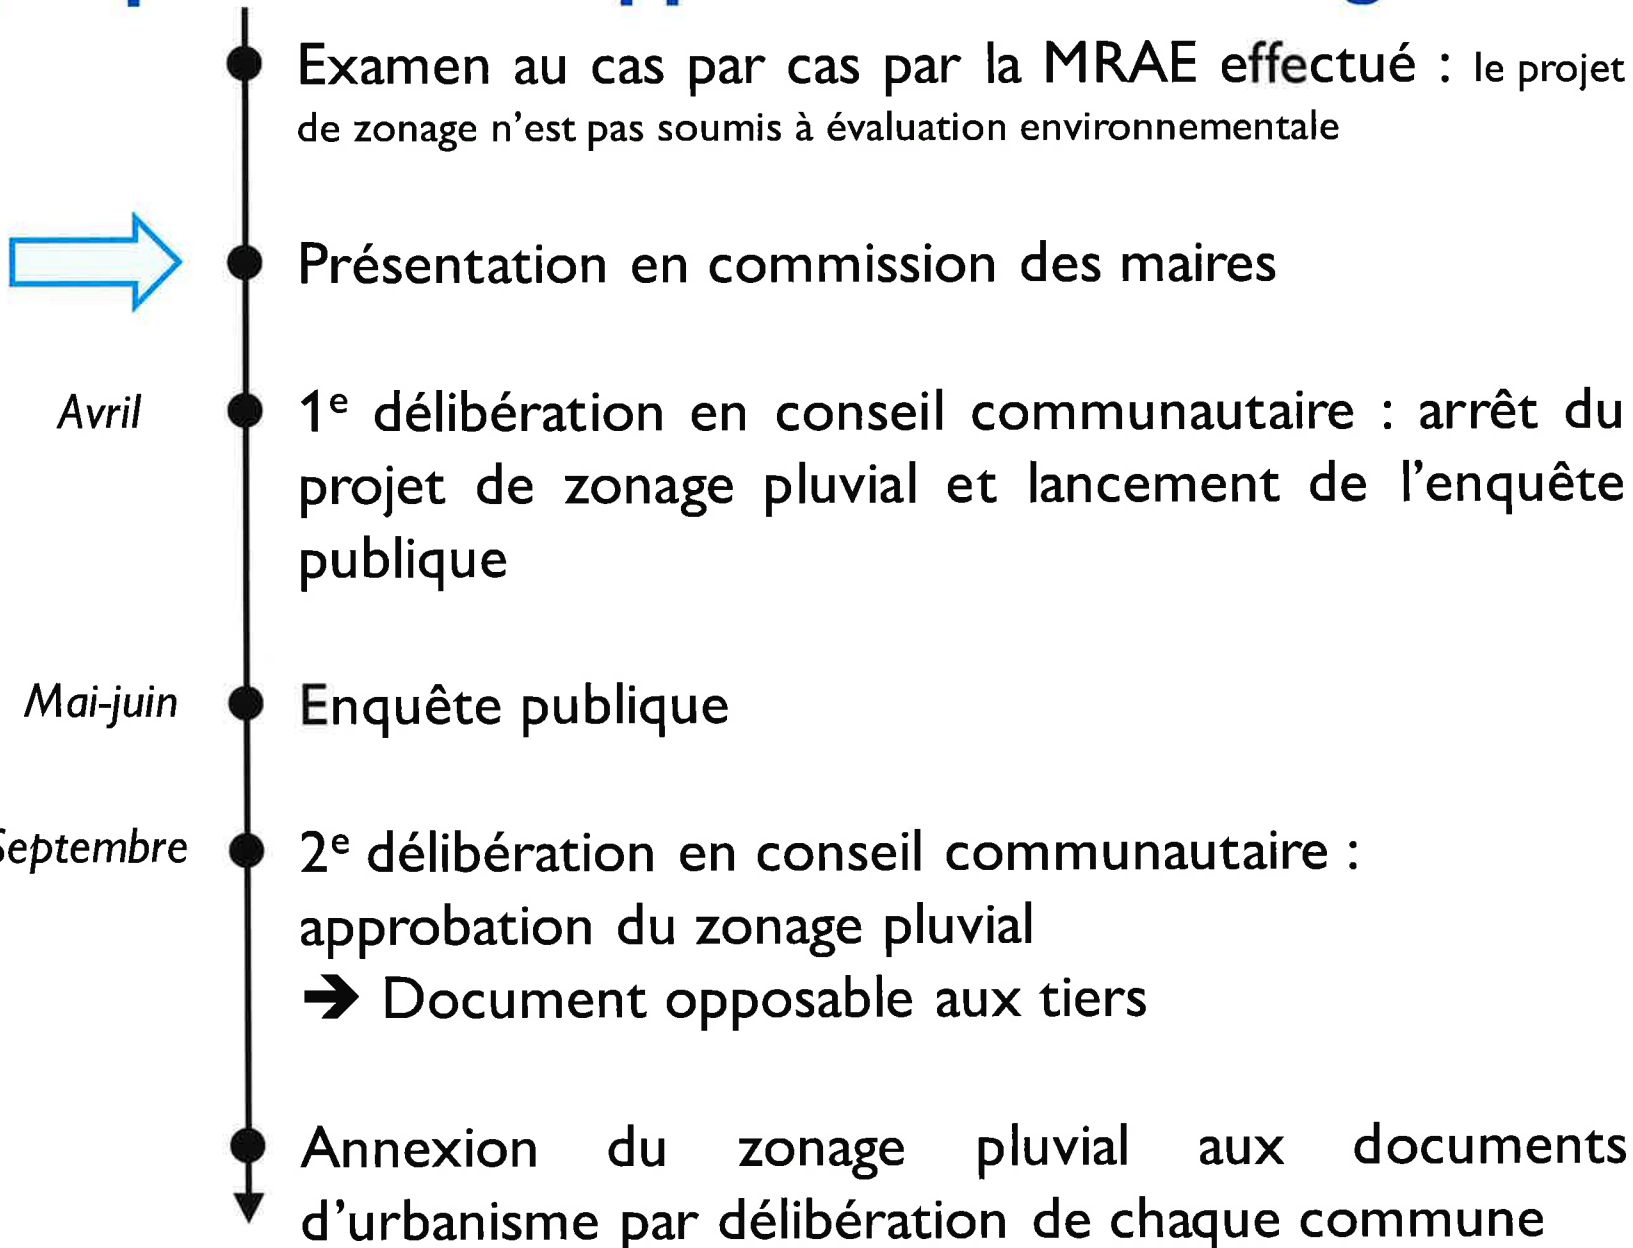 Examen au cas par cas par la MRAE effectué : le projet
de zonage n'est pas soumis à évaluation environnementale
Présentation en commission des maires
Avril
1e délibération en conseil communautaire : arrêt du
projet de zonage pluvial et lancement de l'enquête
publique
Mai-juin
Enquête publique
Septembre
2e délibération en conseil communautaire :
approbation du zonage pluvial
➔ Document opposable aux tiers
Annexion du zonage pluvial aux documents
d'urbanisme par délibération de chaque commune